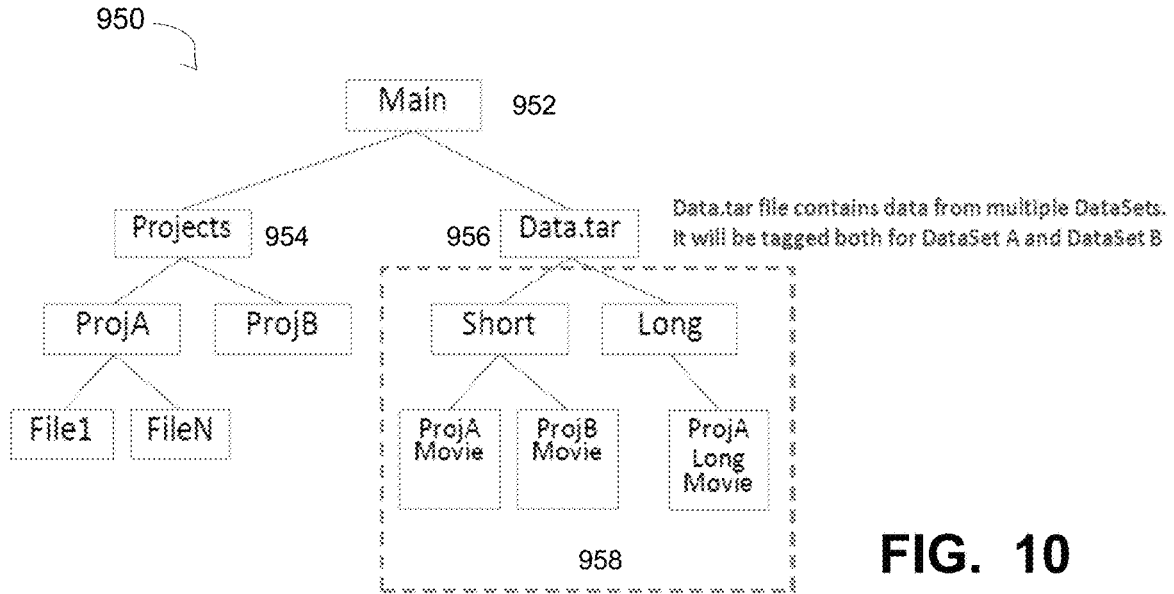 950
Main 952
Projects 954
956 Data.tar
Data.tar file contains data from multiple DataSets.
It will be tagged both for DataSet A and DataSet B
ProjA ProjB Short Long
File1 FileN
ProjA
Movie
ProjB
Movie
ProjA
Long
Movie
958
FIG. 10